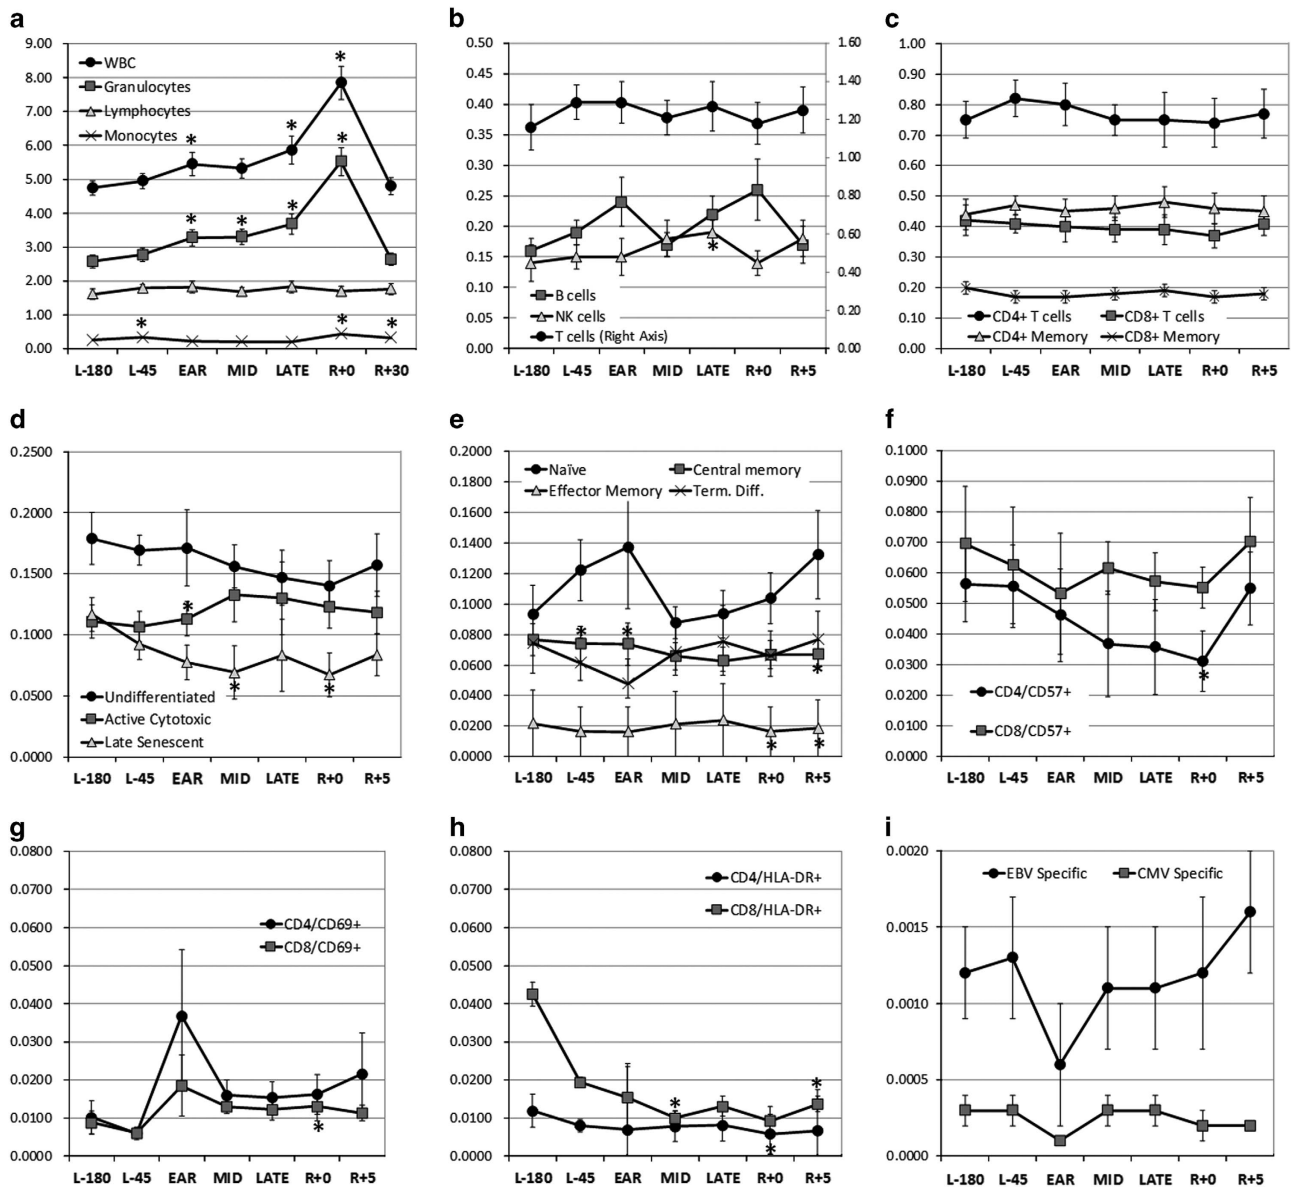 a
9.00
8.00
7.00
6.00
5.00
4.00
3.00
2.00
1.00
0.00
WBC
Granulocytes
Lymphocytes
Monocytes
* * * * * * * * * *
L-180 L-45 EAR MID LATE R+0 R+30
b
0.50
0.45
0.40
0.35
0.30
0.25
0.20
0.15
0.10
0.05
0.00
1.60
1.40
1.20
1.00
0.80
0.60
0.40
0.20
0.00
*
B cells
NK cells
T cells (Right Axis)
L-180 L-45 EAR MID LATE R+0 R+5
c
1.00
0.90
0.80
0.70
0.60
0.50
0.40
0.30
0.20
0.10
0.00
CD4+ T cells CD8+ T cells
CD4+ Memory CD8+ Memory
L-180 L-45 EAR MID LATE R+0 R+5
d
0.2500
0.2000
0.1500
0.1000
0.0500
0.0000
* * *
Undifferentiated
Active Cytotoxic
Late Senescent
L-180 L-45 EAR MID LATE R+0 R+5
e
0.2000
0.1800
0.1600
0.1400
0.1200
0.1000
0.0800
0.0600
0.0400
0.0200
0.0000
Naïve Central memory
Effector Memory Term. Diff.
* * * * *
L-180 L-45 EAR MID LATE R+0 R+5
f
0.1000
0.0900
0.0800
0.0700
0.0600
0.0500
0.0400
0.0300
0.0200
0.0100
0.0000
*
CD4/CD57+
CD8/CD57+
L-180 L-45 EAR MID LATE R+0 R+5
g
0.0800
0.0700
0.0600
0.0500
0.0400
0.0300
0.0200
0.0100
0.0000
CD4/CD69+
CD8/CD69+
*
L-180 L-45 EAR MID LATE R+0 R+5
h
0.0800
0.0700
0.0600
0.0500
0.0400
0.0300
0.0200
0.0100
0.0000
CD4/HLA-DR+
CD8/HLA-DR+
* * *
L-180 L-45 EAR MID LATE R+0 R+5
i
0.0020
0.0015
0.0010
0.0005
0.0000
EBV Specific CMV Specific
L-180 L-45 EAR MID LATE R+0 R+5